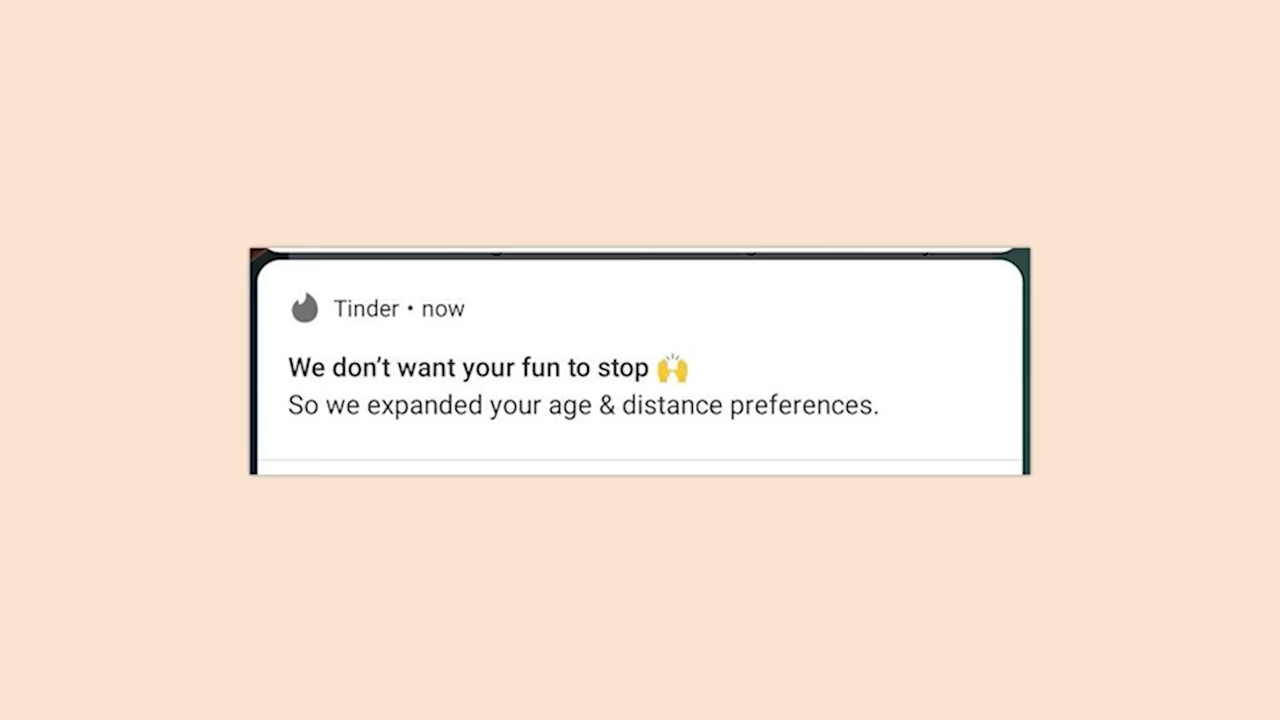 Tinder • now
We don’t want your fun to stop 🙌
So we expanded your age & distance preferences.